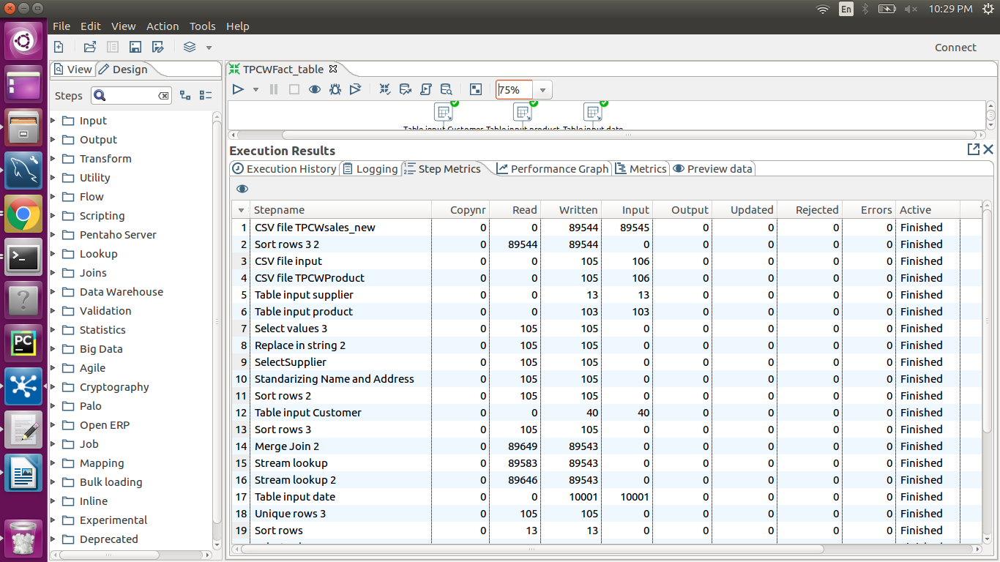 En 10:29 PM
File Edit View Action Tools Help
Connect
View Design TPCWFact_table
Steps 75%
Table input Customer Table input product Table input date
Input
Output
Transform
Utility
Flow
Scripting
Pentaho Server
Lookup
Joins
Data Warehouse
Validation
Statistics
Big Data
Agile
Cryptography
Palo
Open ERP
Job
Mapping
Bulk loading
Inline
Experimental
Deprecated
Execution Results
Execution History Logging Step Metrics Performance Graph Metrics Preview data
Stepname Copynr Read Written Input Output Updated Rejected Errors Active
1 CSV file TPCWsales_new 0 0 89544 89545 0 0 0 0 Finished
2 Sort rows 3 2 0 89544 89544 0 0 0 0 0 Finished
3 CSV file input 0 0 105 106 0 0 0 0 Finished
4 CSV file TPCWProduct 0 0 105 106 0 0 0 0 Finished
5 Table input supplier 0 0 13 13 0 0 0 0 Finished
6 Table input product 0 0 103 103 0 0 0 0 Finished
7 Select values 3 0 105 105 0 0 0 0 0 Finished
8 Replace in string 2 0 105 105 0 0 0 0 0 Finished
9 SelectSupplier 0 105 105 0 0 0 0 0 Finished
10 Standarizing Name and Address 0 105 105 0 0 0 0 0 Finished
11 Sort rows 2 0 105 105 0 0 0 0 0 Finished
12 Table input Customer 0 0 40 40 0 0 0 0 Finished
13 Sort rows 3 0 105 105 0 0 0 0 0 Finished
14 Merge Join 2 0 89649 89543 0 0 0 0 0 Finished
15 Stream lookup 0 89583 89543 0 0 0 0 0 Finished
16 Stream lookup 2 0 89646 89543 0 0 0 0 0 Finished
17 Table input date 0 0 10001 10001 0 0 0 0 Finished
18 Unique rows 3 0 105 105 0 0 0 0 0 Finished
19 Sort rows 0 13 13 0 0 0 0 0 Finished
PC